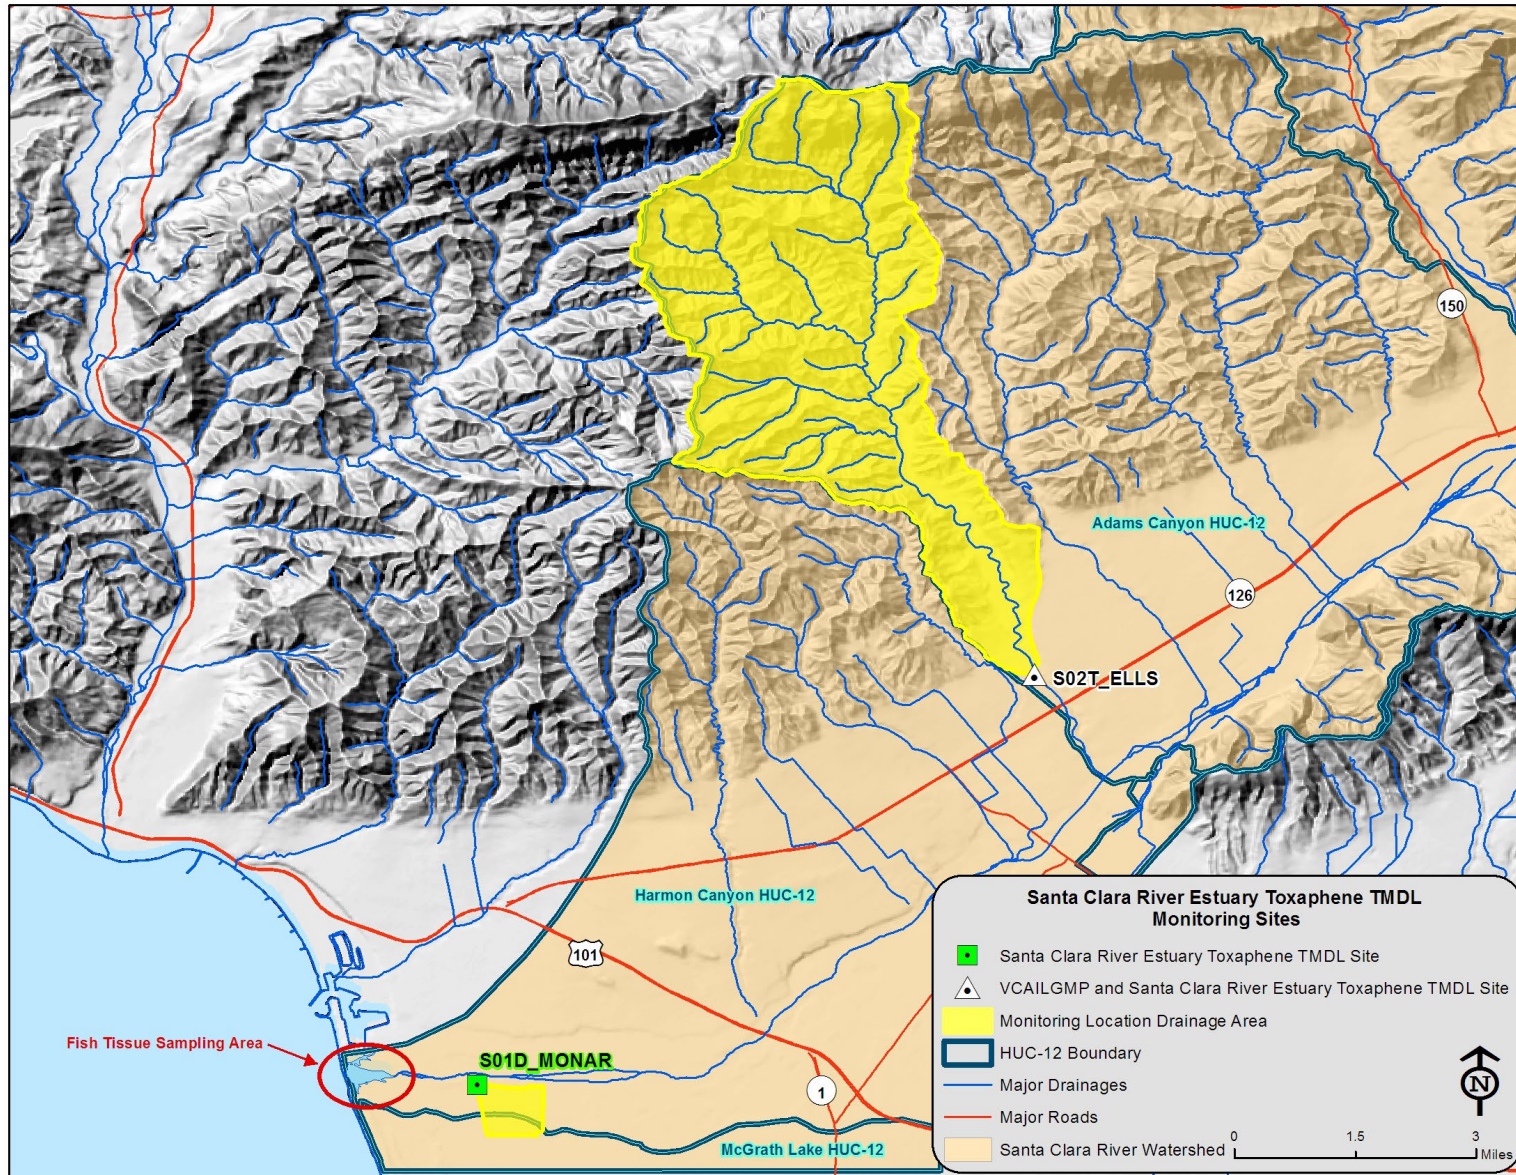 150
Adams Canyon HUC-12
126
S02T_ELLS
Harmon Canyon HUC-12
101
Fish Tissue Sampling Area
S01D_MONAR
1
McGrath Lake HUC-12
Santa Clara River Estuary Toxaphene TMDL
Monitoring Sites
Santa Clara River Estuary Toxaphene TMDL Site
VCAILGMP and Santa Clara River Estuary Toxaphene TMDL Site
Monitoring Location Drainage Area
HUC-12 Boundary
Major Drainages
Major Roads
Santa Clara River Watershed
N
0 1.5 3
Miles